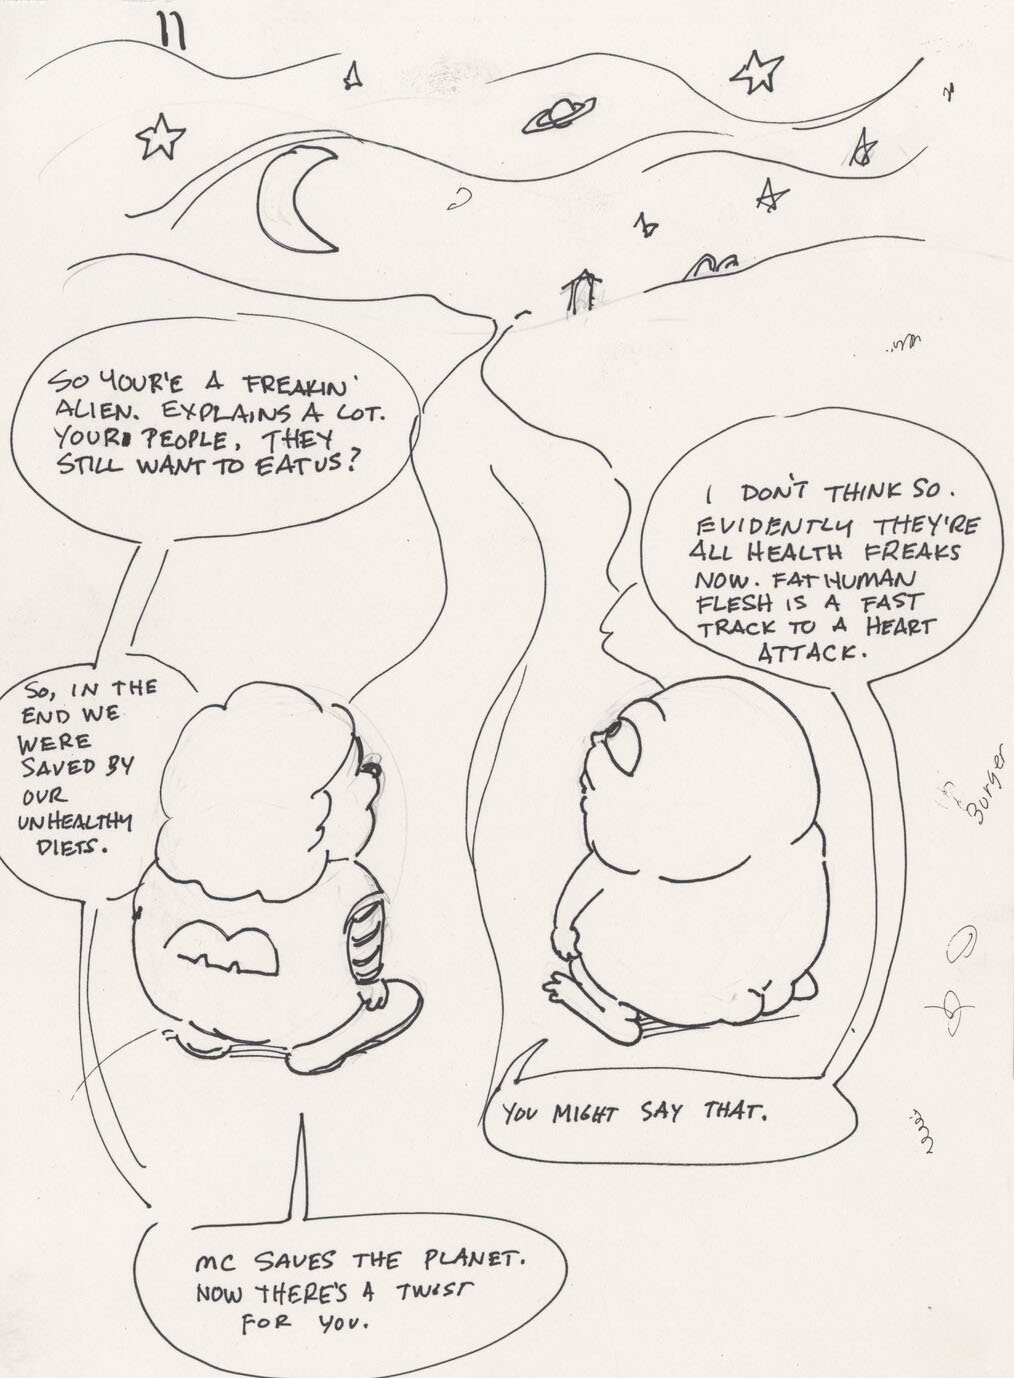 11
SO YOUR'E A FREAKIN'
ALIEN. EXPLAINS A LOT.
YOUR PEOPLE, THEY
STILL WANT TO EAT US?
I DON'T THINK SO.
EVIDENTLY THEY'RE
ALL HEALTH FREAKS
NOW. FAT HUMAN
FLESH IS A FAST
TRACK TO A HEART
ATTACK.
SO, IN THE
END WE
WERE
SAVED BY
OUR
UNHEALTHY
DIETS.
YOU MIGHT SAY THAT.
MC SAVES THE PLANET.
NOW THERE'S A TWIST
FOR YOU.
Burger